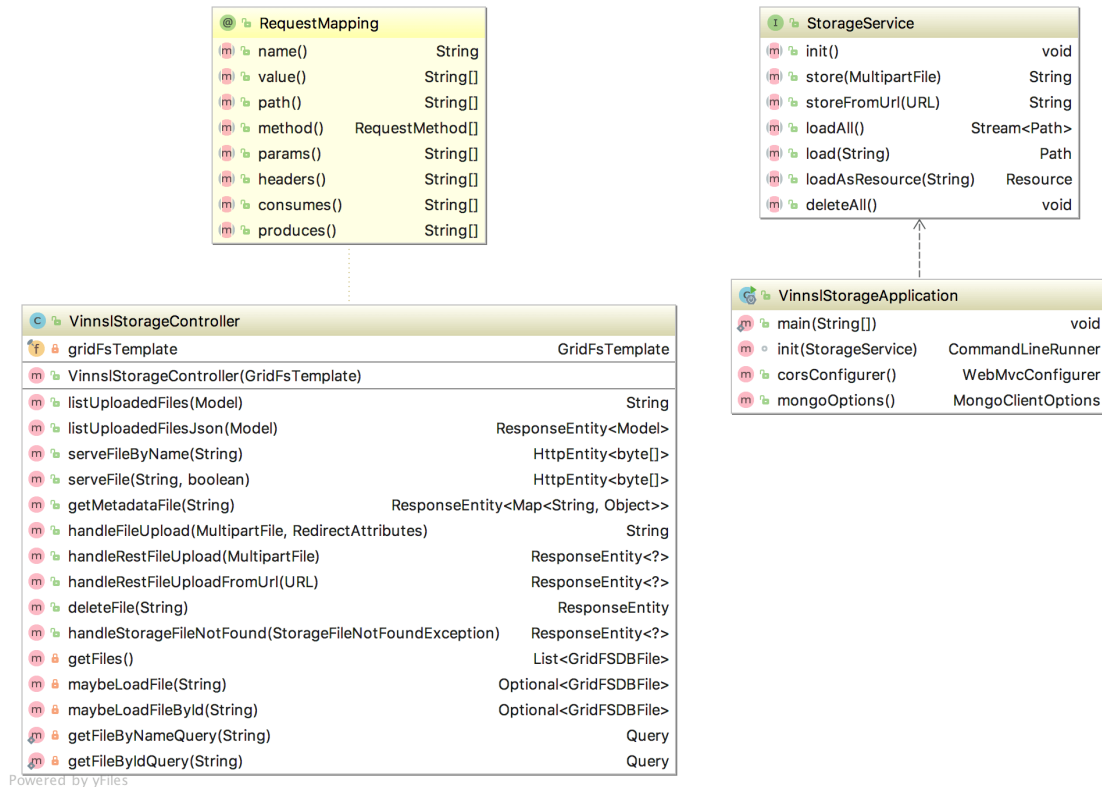 RequestMapping
name() String
value() String[]
path() String[]
method() RequestMethod[]
params() String[]
headers() String[]
consumes() String[]
produces() String[]
StorageService
init() void
store(MultipartFile) String
storeFromUrl(URL) String
loadAll() Stream<Path>
load(String) Path
loadAsResource(String) Resource
deleteAll() void
VinnslStorageController
gridFsTemplate GridFsTemplate
VinnslStorageController(GridFsTemplate)
listUploadedFiles(Model) String
listUploadedFilesJson(Model) ResponseEntity<Model>
serveFileByName(String) HttpEntity<byte[]>
serveFile(String, boolean) HttpEntity<byte[]>
getMetadataFile(String) ResponseEntity<Map<String, Object>>
handleFileUpload(MultipartFile, RedirectAttributes) String
handleRestFileUpload(MultipartFile) ResponseEntity<?>
handleRestFileUploadFromUrl(URL) ResponseEntity<?>
deleteFile(String) ResponseEntity
handleStorageFileNotFound(StorageFileNotFoundException) ResponseEntity<?>
getFiles() List<GridFSDBFile>
maybeLoadFile(String) Optional<GridFSDBFile>
maybeLoadFileById(String) Optional<GridFSDBFile>
getFileByNameQuery(String) Query
getFileByIdQuery(String) Query
VinnslStorageApplication
main(String[]) void
init(StorageService) CommandLineRunner
corsConfigurer() WebMvcConfigurer
mongoOptions() MongoClientOptions
Powered by yFiles